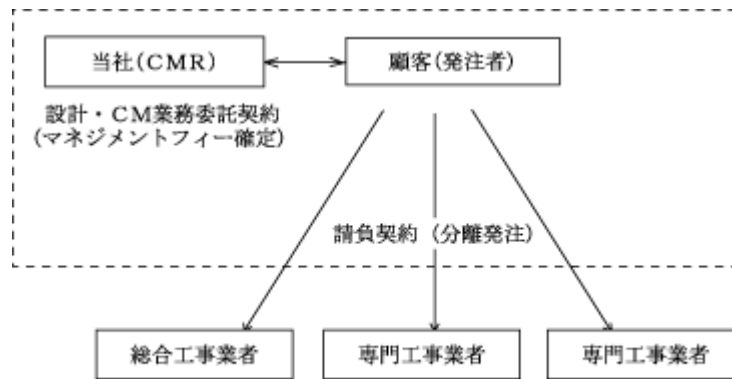 当社(CMR)
顧客(発注者)
設計・CM業務委託契約
(マネジメントフィー確定)
請負契約 (分離発注)
総合工事業者
専門工事業者
専門工事業者